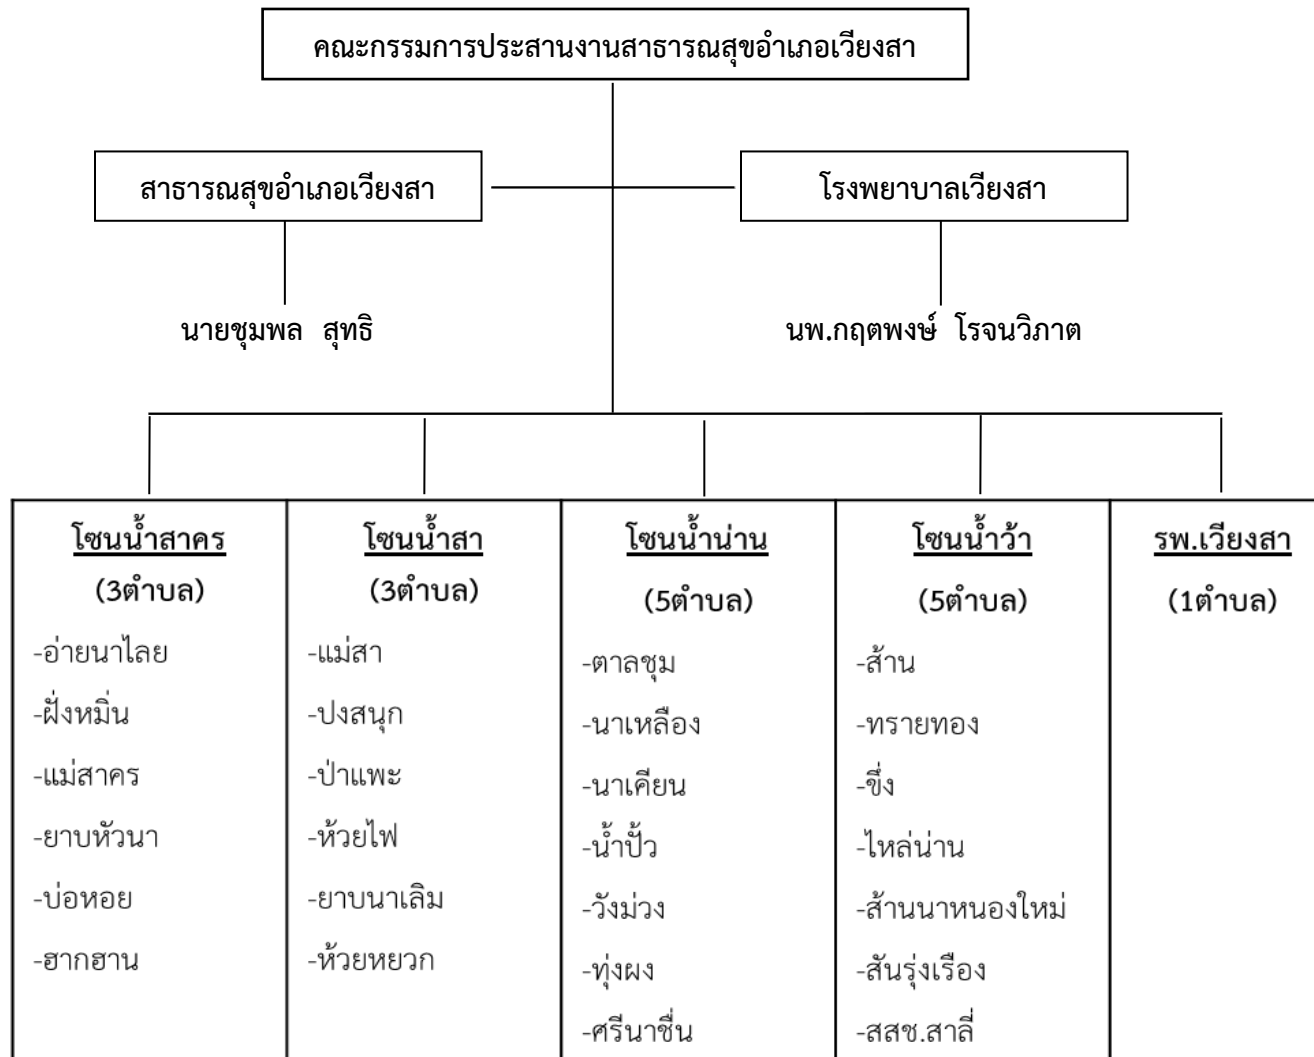 คณะกรรมการประสานงานสาธารณสุขอำเภอเวียงสา
สาธารณสุขอำเภอเวียงสา
โรงพยาบาลเวียงสา
นายชุมพล สุทธิ
นพ.กฤตพงษ์ โรจนวิภาต
โซนน้ำสาคร
(3ตำบล)
-อ่ายนาไลย
-ฝั่งหมิ่น
-แม่สาคร
-ยาบหัวนา
-บ่อหอย
-ฮากฮาน
โซนน้ำสา
(3ตำบล)
-แม่สา
-ปงสนุก
-ป่าแพะ
-ห้วยไฟ
-ยาบนาเลิม
-ห้วยหยวก
โซนน้ำน่าน
(5ตำบล)
-ตาลชุม
-นาเหลือง
-นาเคียน
-น้ำปั้ว
-วังม่วง
-ทุ่งผง
-ศรีนาชื่น
โซนน้ำว้า
(5ตำบล)
-ส้าน
-ทรายทอง
-ขึ่ง
-ไหล่น่าน
-ส้านนาหนองใหม่
-สันรุ่งเรือง
-สสช.สาลี่
รพ.เวียงสา
(1ตำบล)